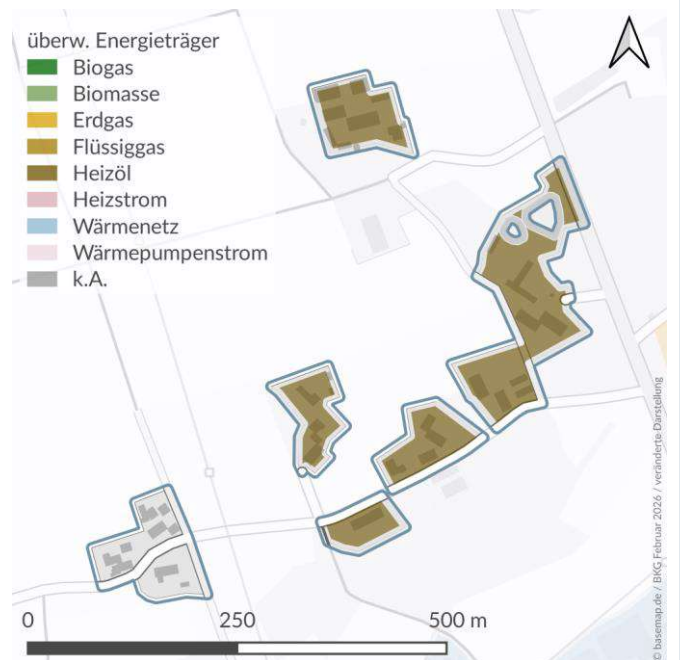 überw. Energieträger
Biogas
Biomasse
Erdgas
Flüssiggas
Heizöl
Heizstrom
Wärmenetz
Wärmepumpenstrom
k.A.
0 250 500 m
© basemap.de / BKG Februar 2026 / veränderte Darstellung